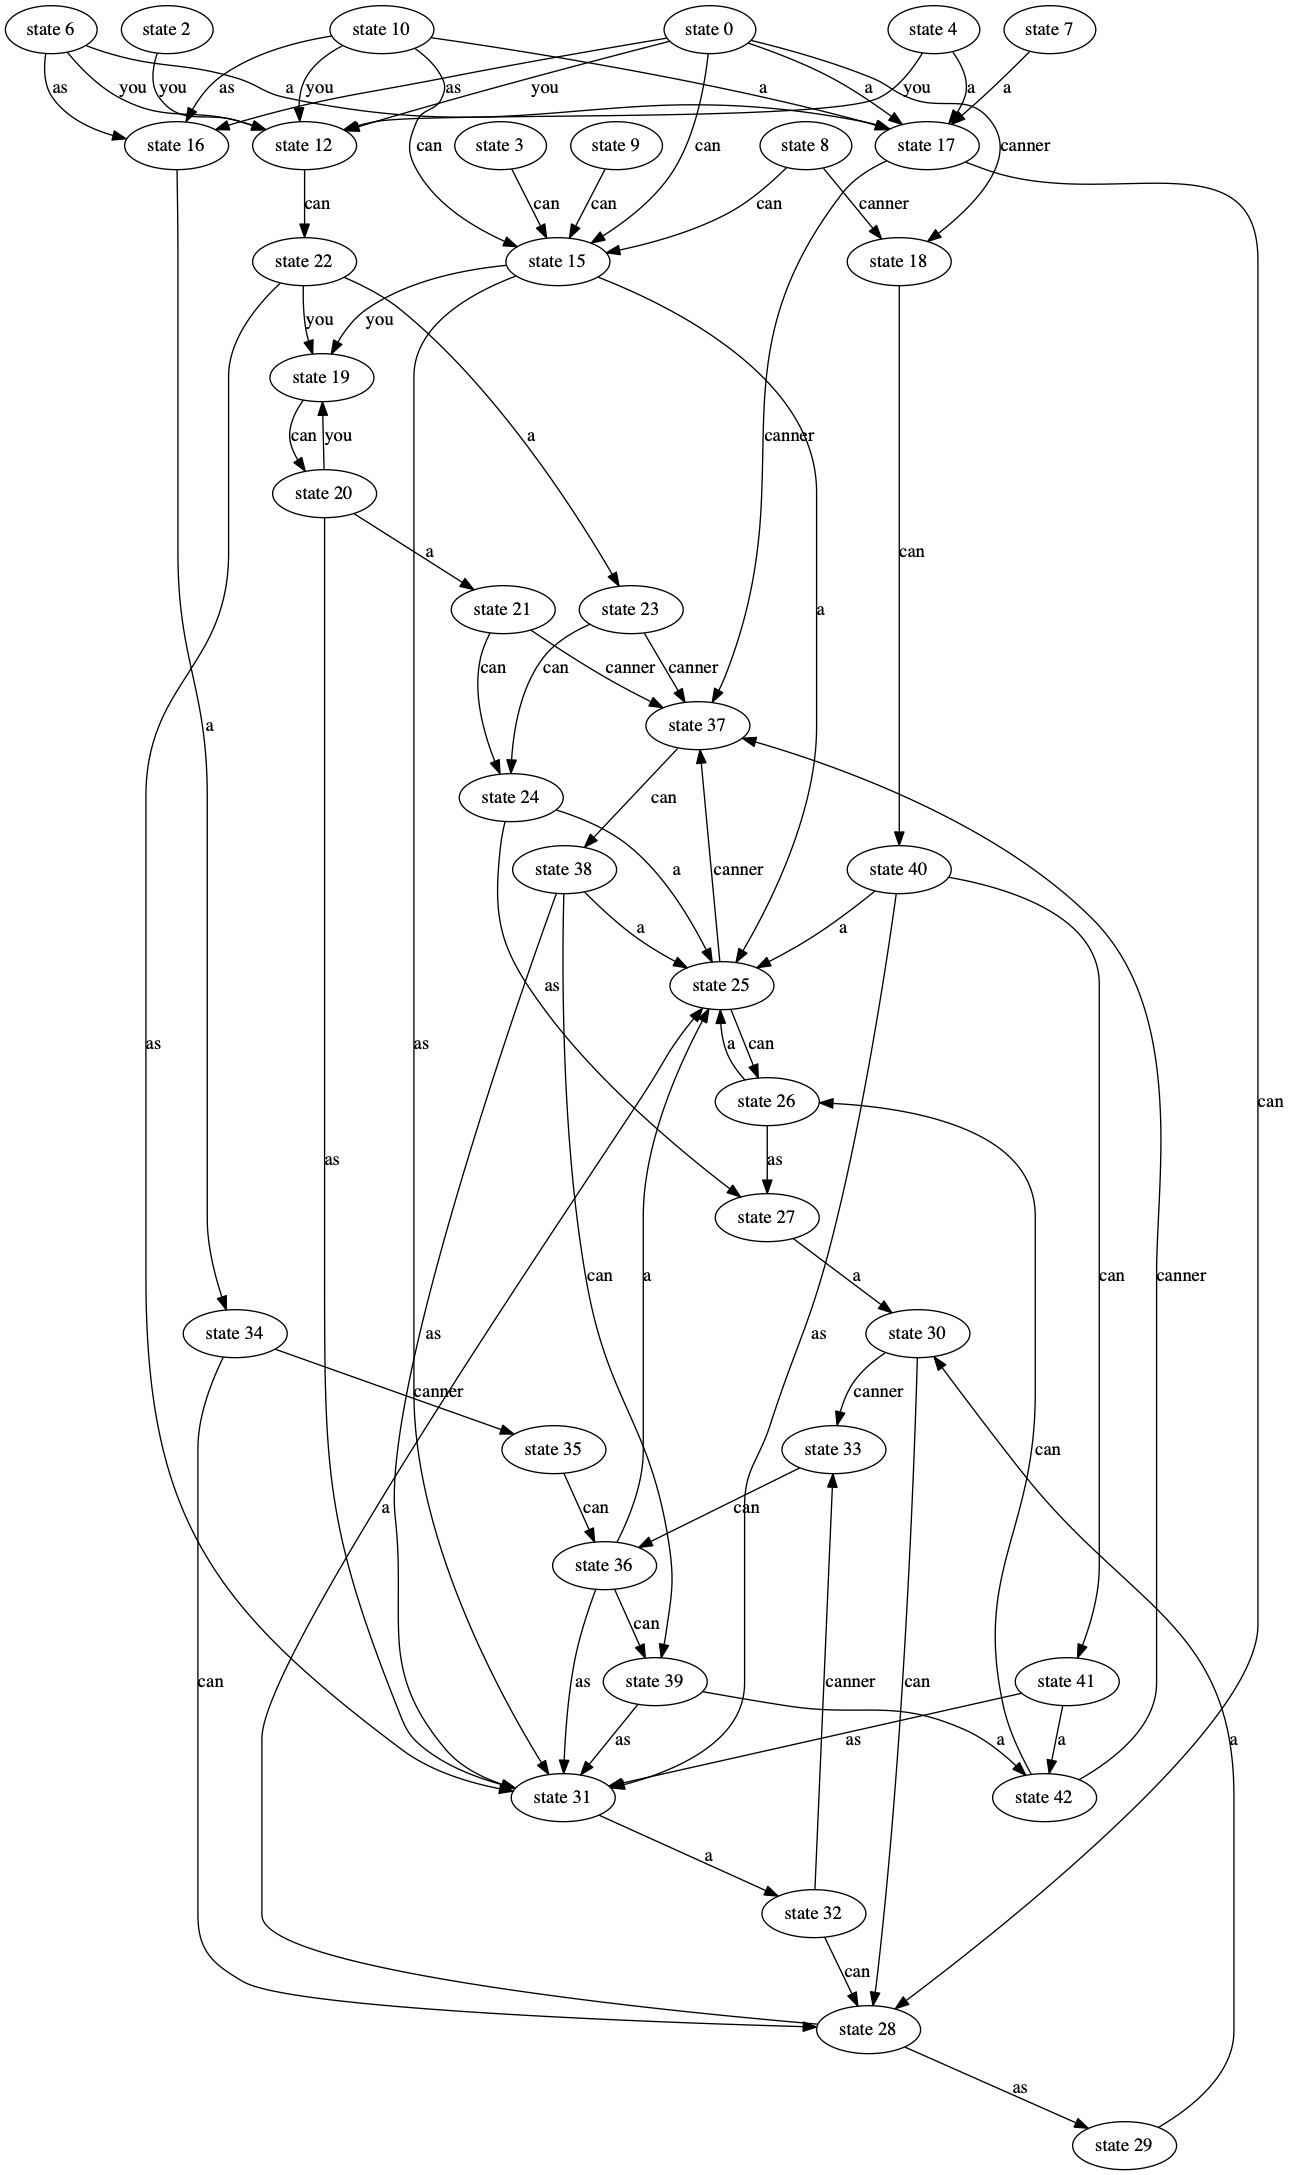 state 6 state 2 state 10 state 0 state 4 state 7
as you you as you a as you a a you a
state 16 state 12 state 3 state 9 state 8 state 17
can can canner
can can can can canner
state 22 state 15 state 18
you you
state 19
can you a canner
state 20
a can
state 21 state 23 a
can can canner canner
state 37 a
state 24 can
state 38 a canner state 40
a a
state 25 as
as as a can
state 26 can
as as
state 27
can a a can canner
state 34 as as state 30
canner canner
state 35 state 33 can
a can can
state 36
can
can as state 39 canner can state 41
as as a a
state 31 state 42
a
state 32
can
state 28
as
state 29